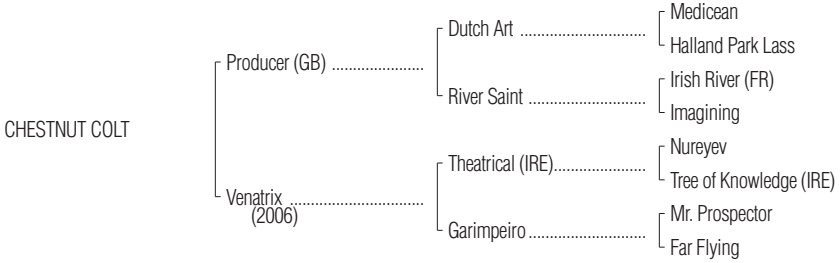 Medicean
Dutch Art ..............................
Halland Park Lass
Producer (GB) ......................
Irish River (FR)
River Saint ............................
Imagining
CHESTNUT COLT
Nureyev
Theatrical (IRE)......................
Tree of Knowledge (IRE)
Venatrix ................................
(2006)
Mr. Prospector
Garimpeiro ............................
Far Flying